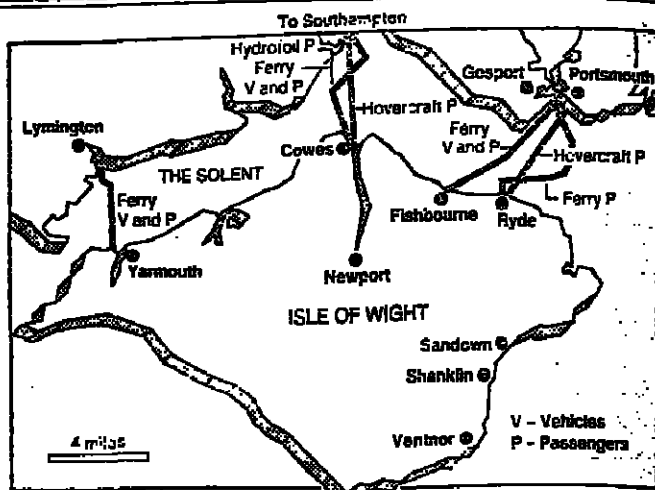 To Southampton
Hydrofoil P
Ferry
V and P
Gosport
Portsmouth
Hovercraft P
Lymington
Cowes
Ferry
V and P
Hovercraft P
THE SOLENT
Ferry
V and P
Ferry P
Fishbourne
Ryde
Yarmouth
Newport
ISLE OF WIGHT
Sandown
Shanklin
4 miles
Ventnor
V – Vehicles
P – Passengers